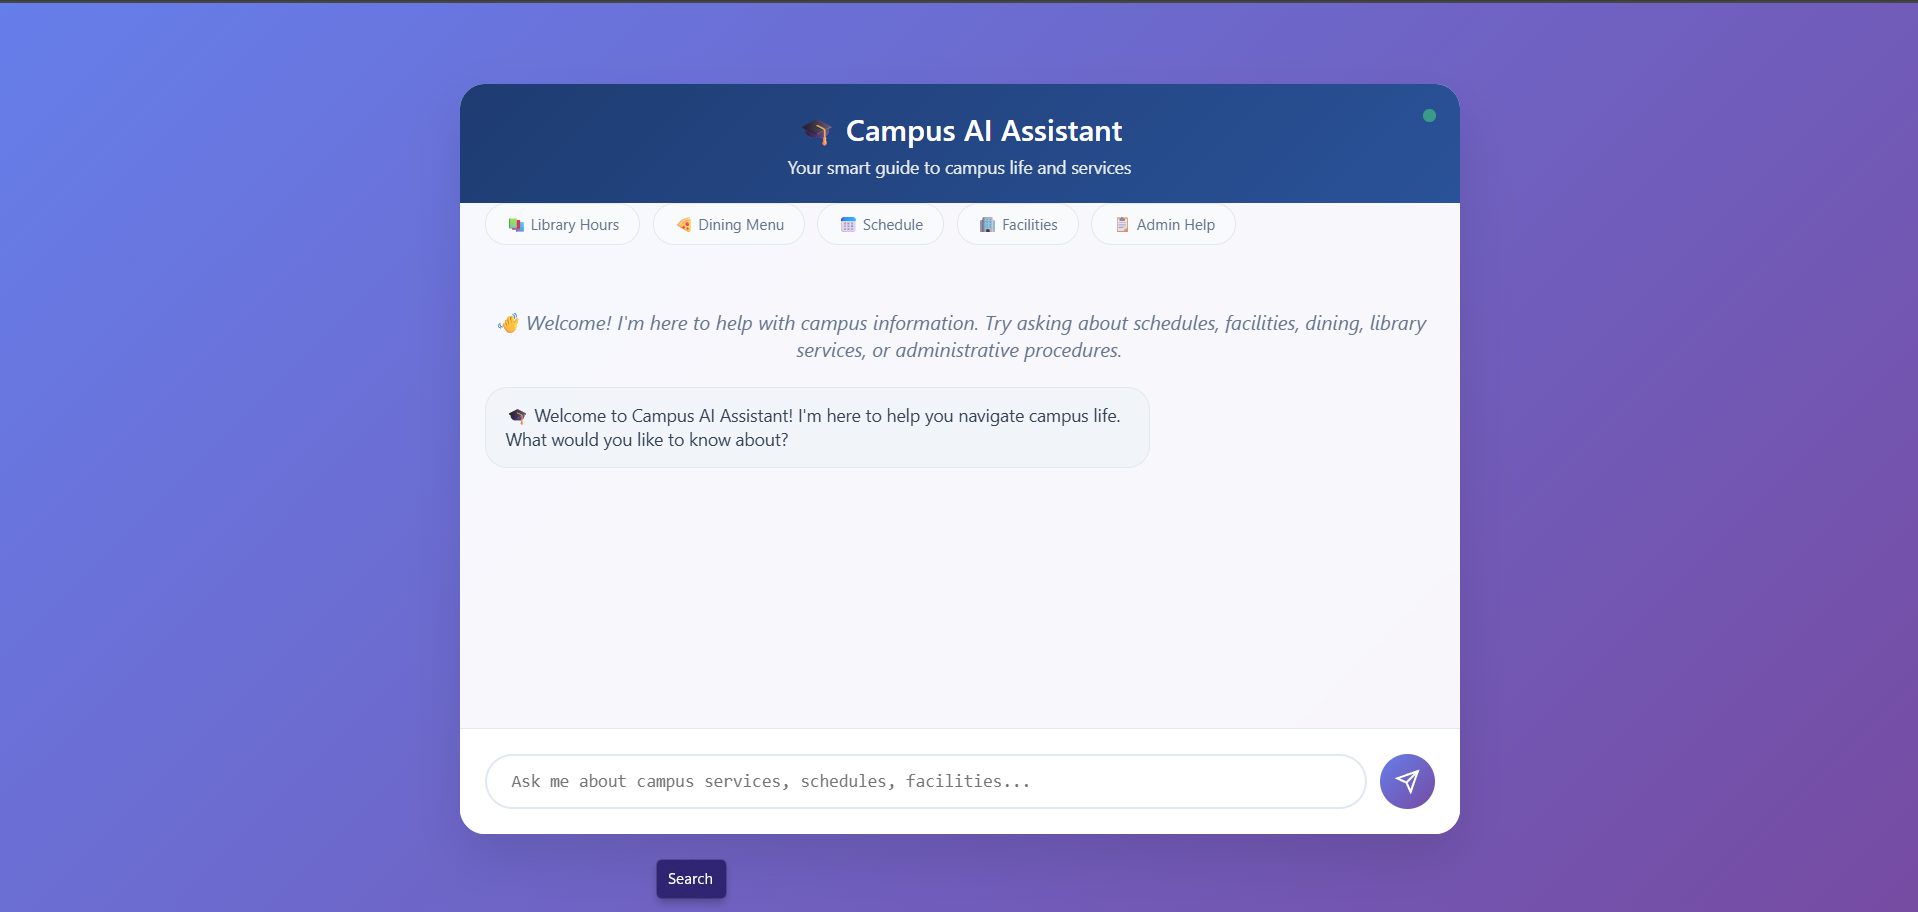 🎓 Campus AI Assistant
Your smart guide to campus life and services
📚 Library Hours
🍕 Dining Menu
📅 Schedule
🏢 Facilities
📋 Admin Help
👋 Welcome! I'm here to help with campus information. Try asking about schedules, facilities, dining, library
services, or administrative procedures.
🎓 Welcome to Campus AI Assistant! I'm here to help you navigate campus life.
What would you like to know about?
Ask me about campus services, schedules, facilities...
Search